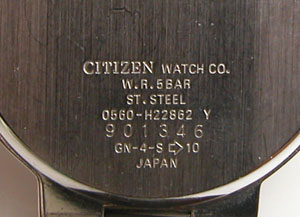 CITIZEN WATCH CO.
W.R.5BAR
ST.STEEL
0560-H22862 Y
901346
GN-4-S⇨10
JAPAN